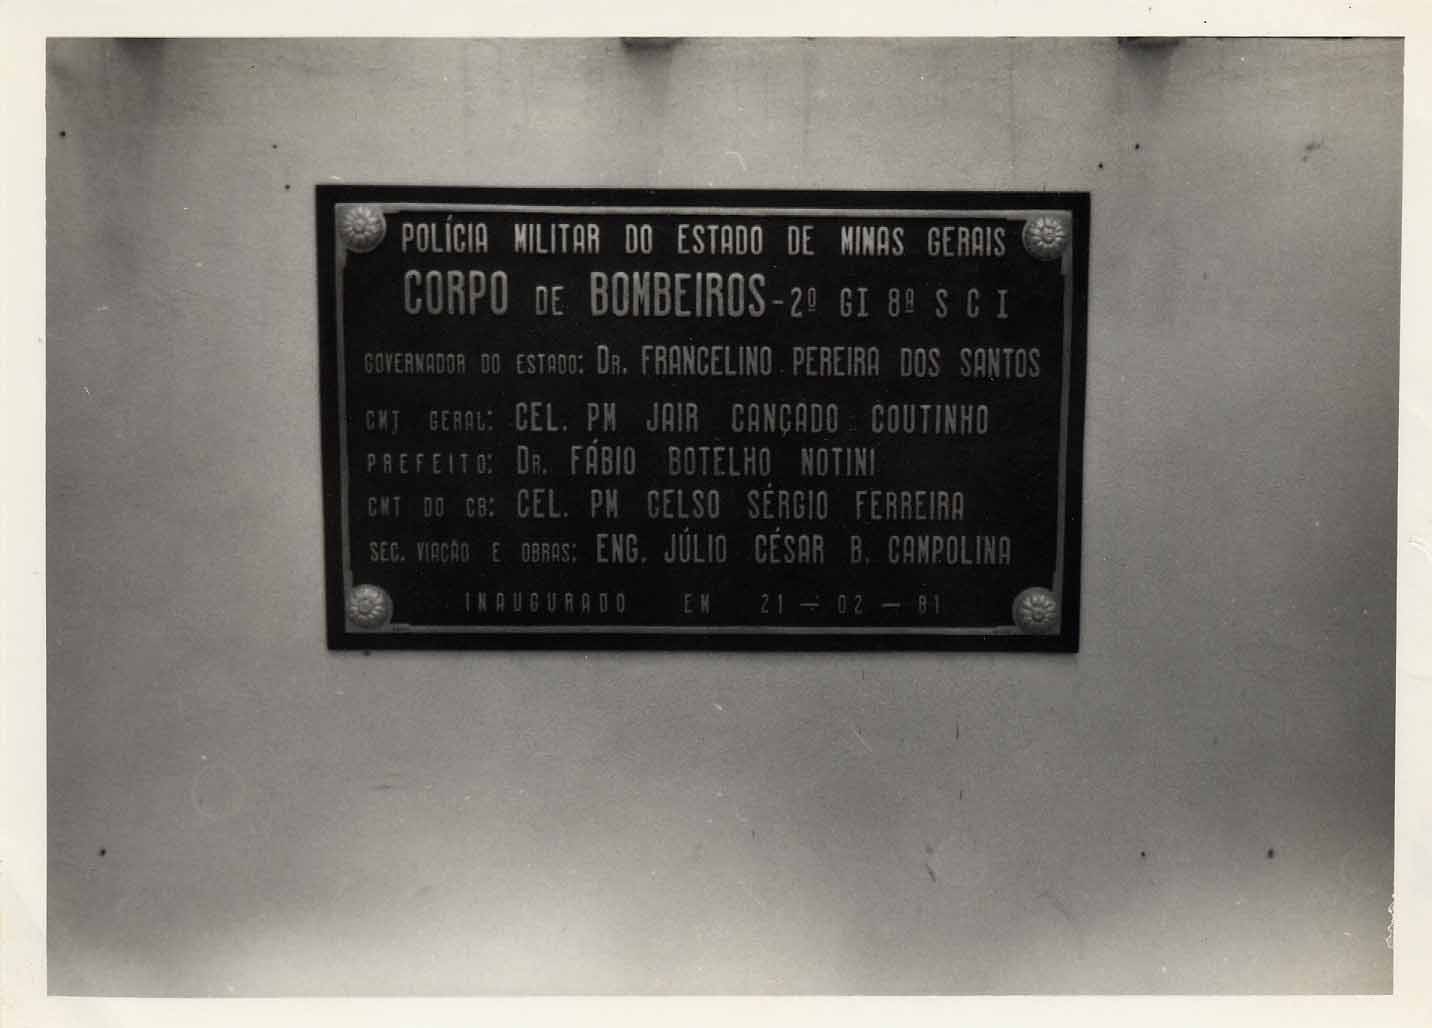 POLÍCIA MILITAR DO ESTADO DE MINAS GERAIS
CORPO DE BOMBEIROS - 2º GI 8ª S C I
GOVERNADOR DO ESTADO: DR. FRANCELINO PEREIRA DOS SANTOS
CMT GERAL: CEL. PM JAIR CANÇADO COUTINHO
PREFEITO: DR. FÁBIO BOTELHO NOTINI
CMT DO CB: CEL. PM CELSO SÉRGIO FERREIRA
SEC. VIAÇÃO E OBRAS: ENG. JÚLIO CÉSAR B. CAMPOLINA
INAUGURADO EM 21 — 02 — 81